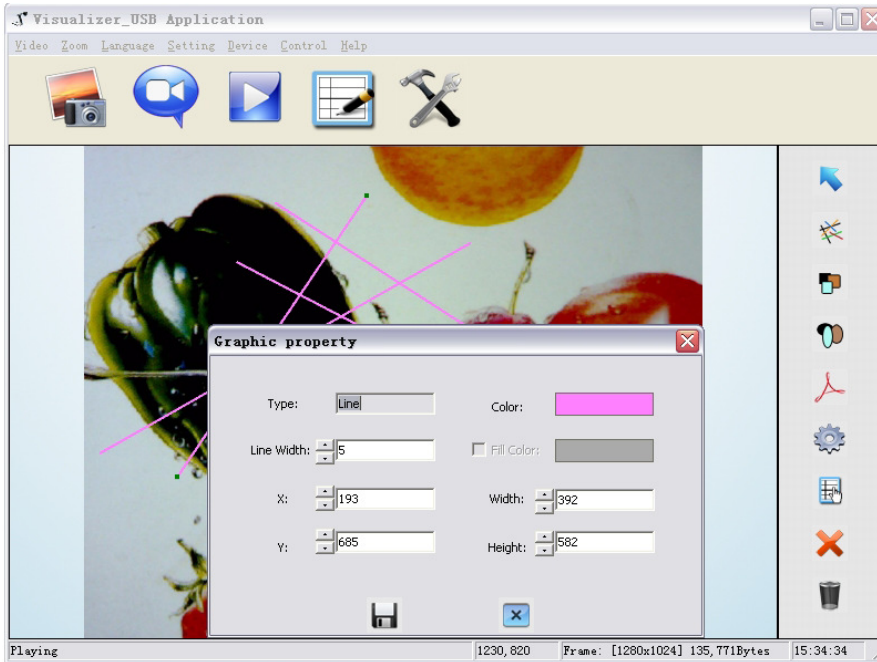 Visualizer_USB Application
Video Zoom Language Setting Device Control Help
Graphic property
Type: Line Color:
Line Width: 5 Fill Color:
X: 193 Width: 392
Y: 685 Height: 582
Playing 1230,820 Frame: [1280x1024] 135,771Bytes 15:34:34